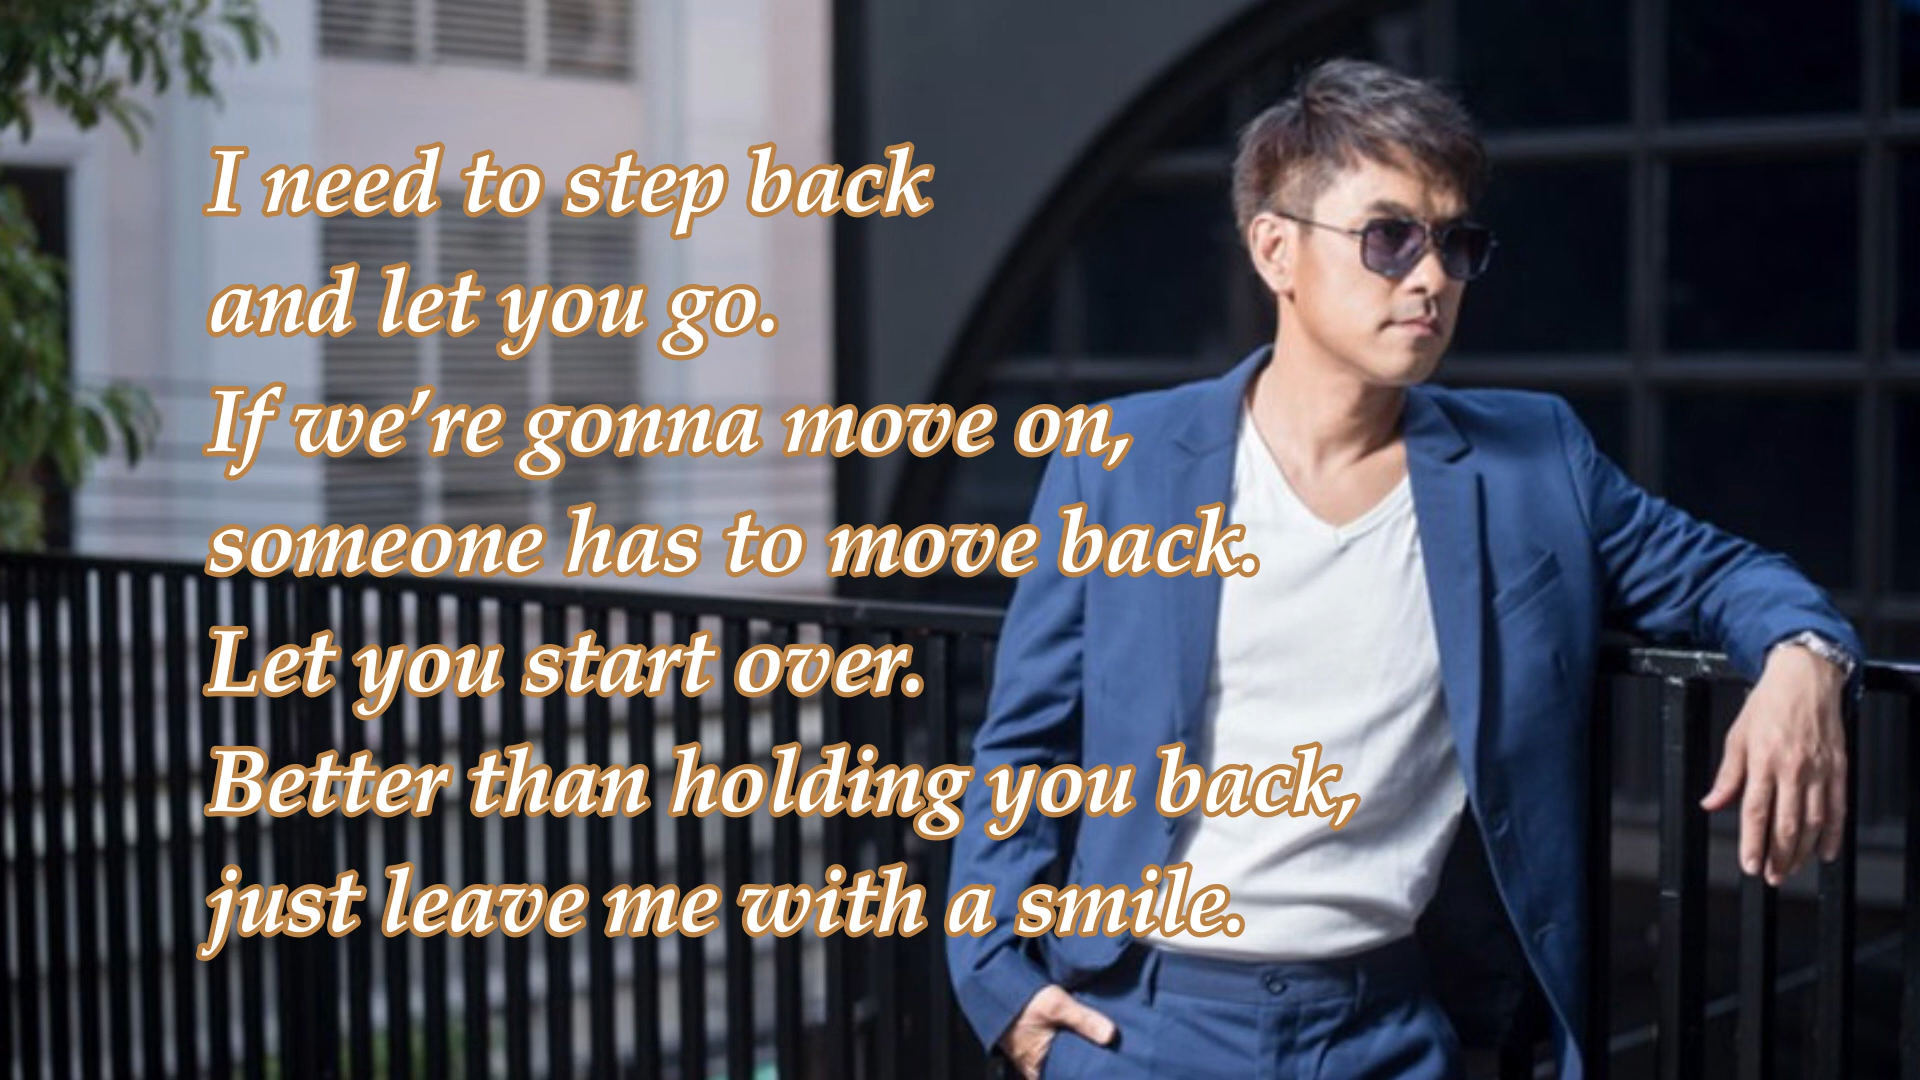 I need to step back
and let you go.
If we’re gonna move on,
someone has to move back.
Let you start over.
Better than holding you back,
just leave me with a smile.